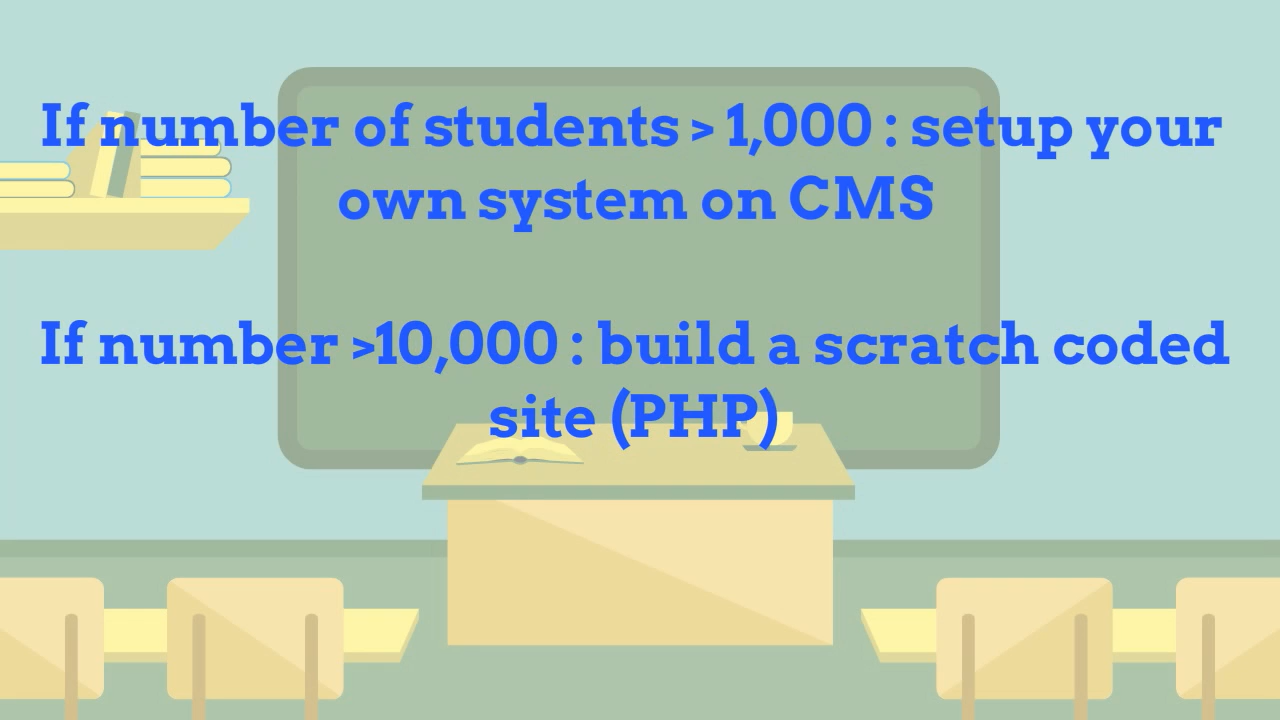 If number of students > 1,000 : setup your
own system on CMS
If number >10,000 : build a scratch coded
site (PHP)